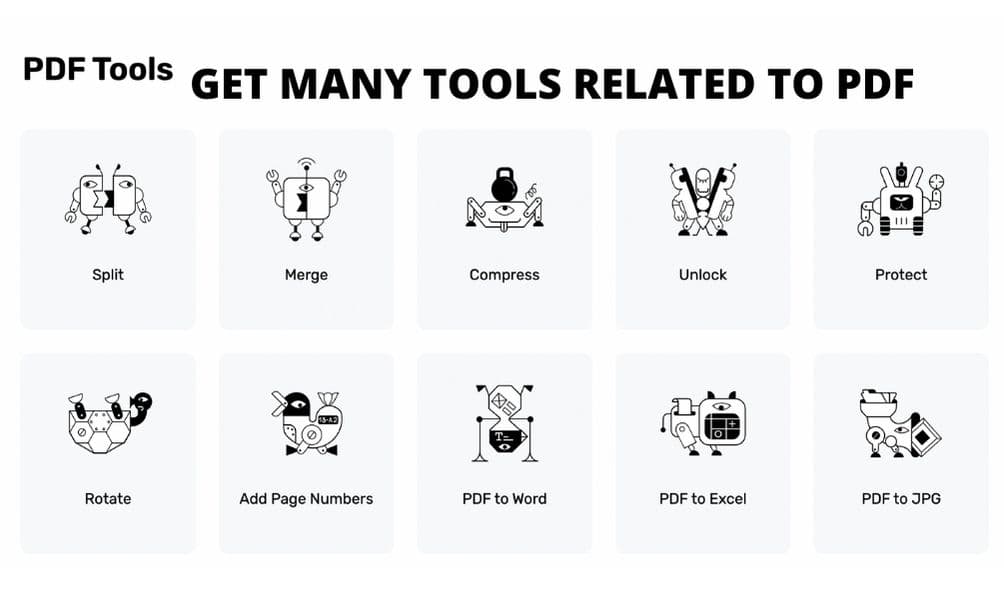 PDF Tools
GET MANY TOOLS RELATED TO PDF
Split
Merge
Compress
Unlock
Protect
Rotate
Add Page Numbers
PDF to Word
PDF to Excel
PDF to JPG